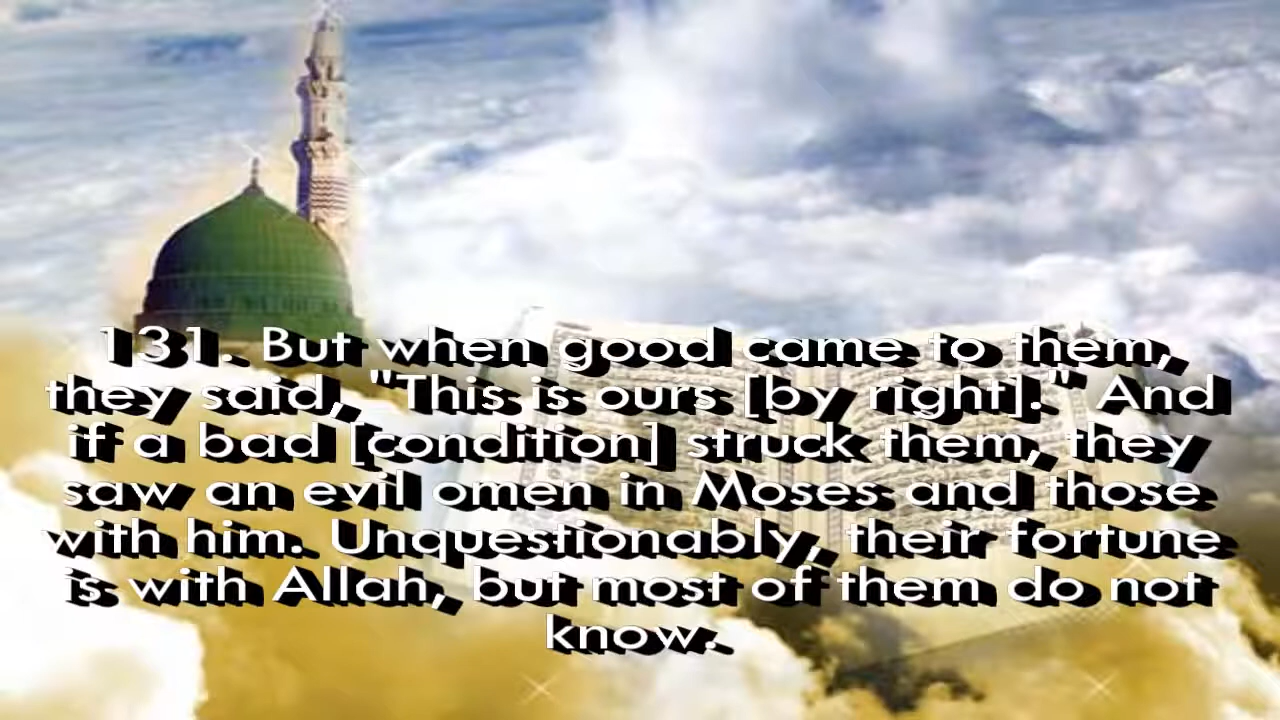 131. But when good came to them,
they said, "This is ours [by right]." And
if a bad [condition] struck them, they
saw an evil omen in Moses and those
with him. Unquestionably, their fortune
is with Allah, but most of them do not
know.